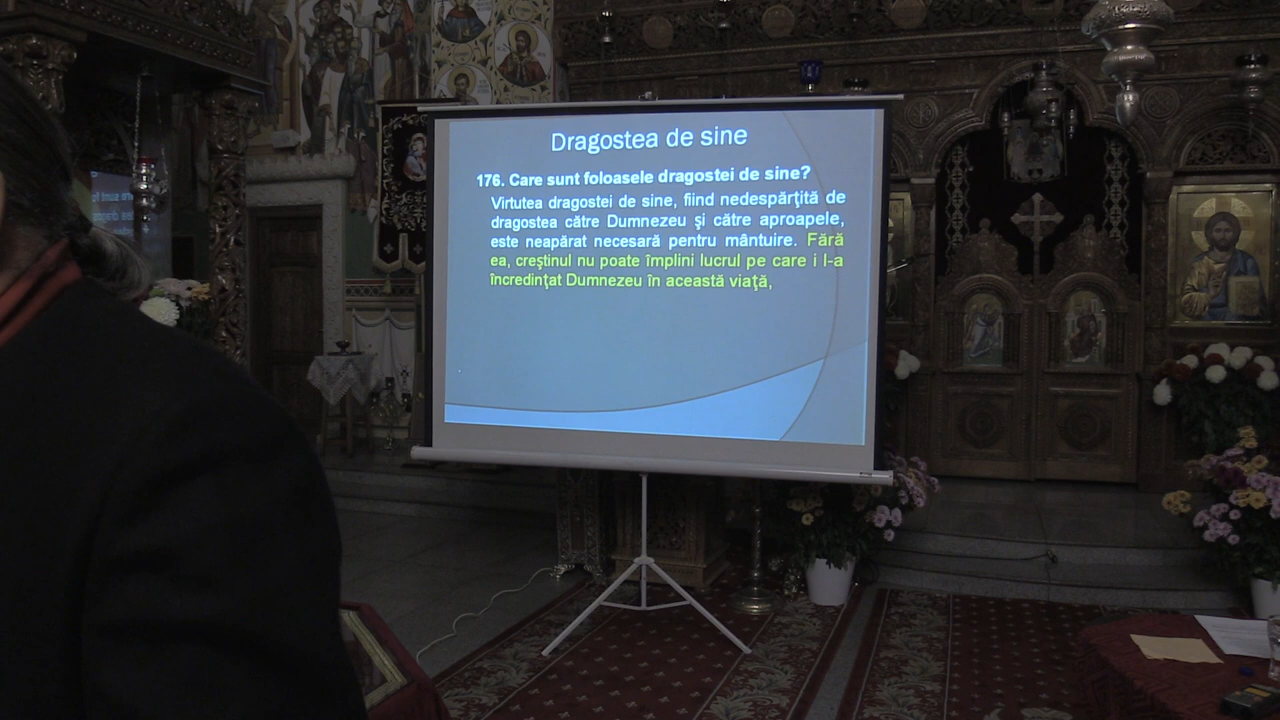 Dragostea de sine
176. Care sunt foloasele dragostei de sine?
Virtutea dragostei de sine, fiind nedespărţită de
dragostea către Dumnezeu şi către aproapele,
este neapărat necesară pentru mântuire. Fără
ea, creştinul nu poate împlini lucrul pe care i l-a
încredinţat Dumnezeu în această viaţă,